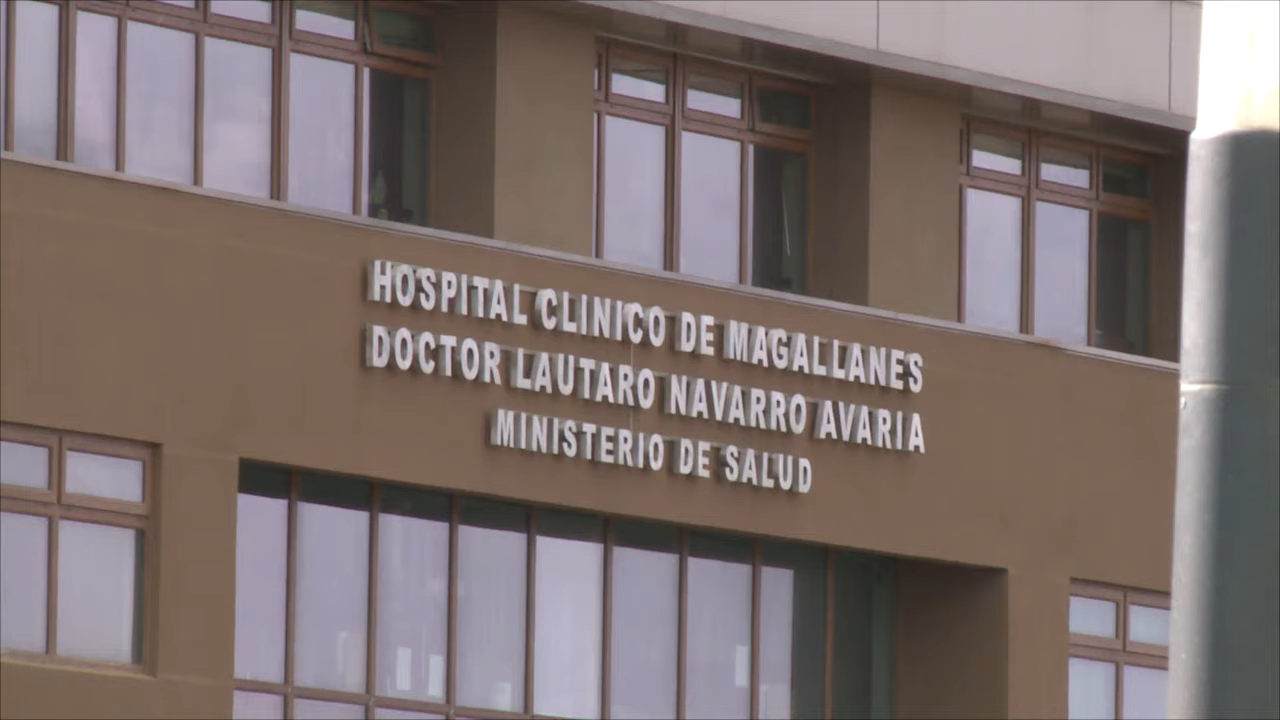 HOSPITAL CLINICO DE MAGALLANES
DOCTOR LAUTARO NAVARRO AVARIA
MINISTERIO DE SALUD